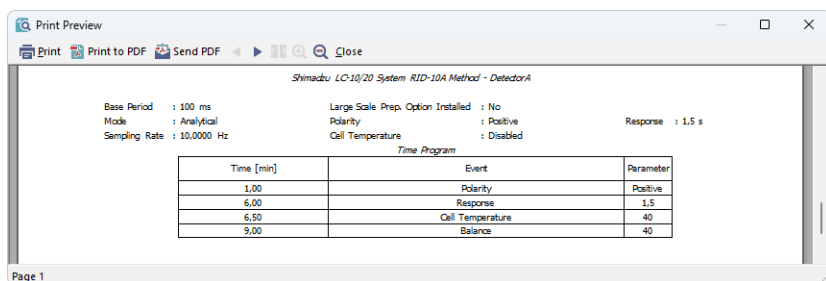 Print Preview
Print Print to PDF Send PDF Close
Shimadzu LC-10/20 System RID-10A Method - DetectorA
Base Period : 100 ms Large Scale Prep. Option Installed : No
Mode : Analytical Polarity : Positive Response : 1,5 s
Sampling Rate : 10,0000 Hz Cell Temperature : Disabled
Time Program
Time [min] Event Parameter
1,00 Polarity Positive
6,00 Response 1,5
6,50 Cell Temperature 40
9,00 Balance 40
Page 1